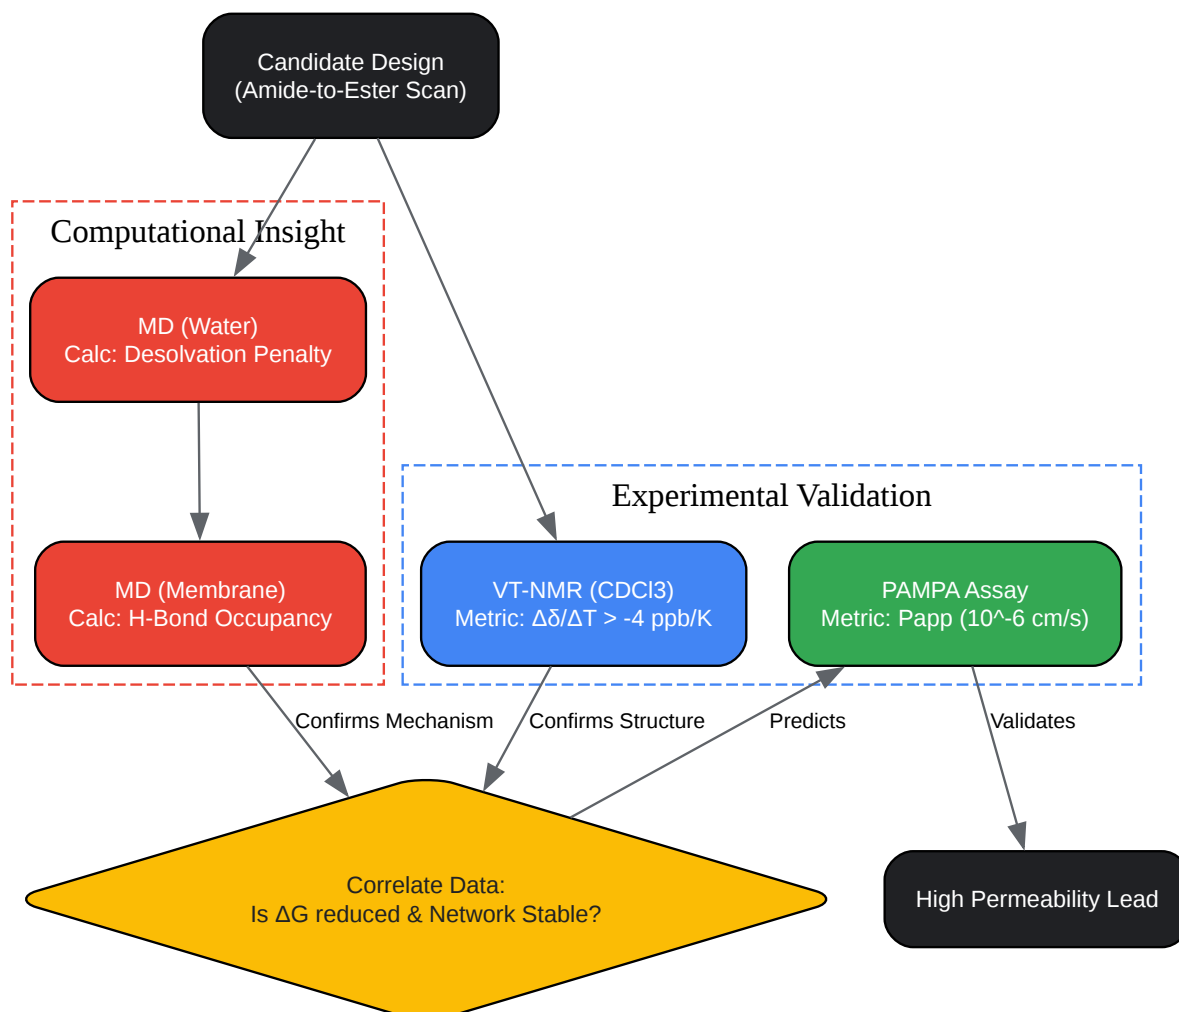 Candidate Design
(Amide-to-Ester Scan)
Computational Insight
MD (Water)
Calc: Desolvation Penalty
Experimental Validation
MD (Membrane)
Calc: H-Bond Occupancy
VT-NMR (CDCl3)
Metric: Δδ/ΔT > -4 ppb/K
PAMPA Assay
Metric: Papp (10^-6 cm/s)
Confirms Mechanism
Confirms Structure
Predicts
Validates
Correlate Data:
Is ΔG reduced & Network Stable?
High Permeability Lead